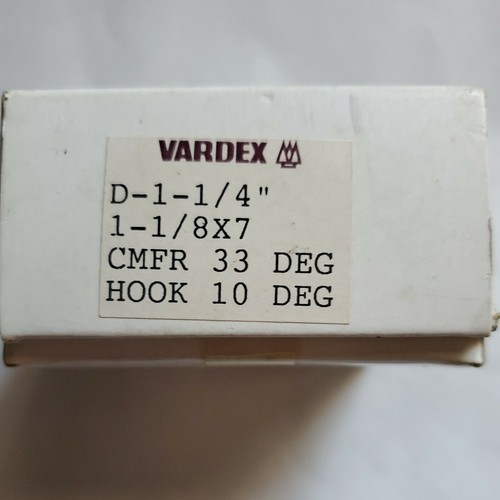 VARDEX
D-1-1/4"
1-1/8X7
CMFR 33 DEG
HOOK 10 DEG